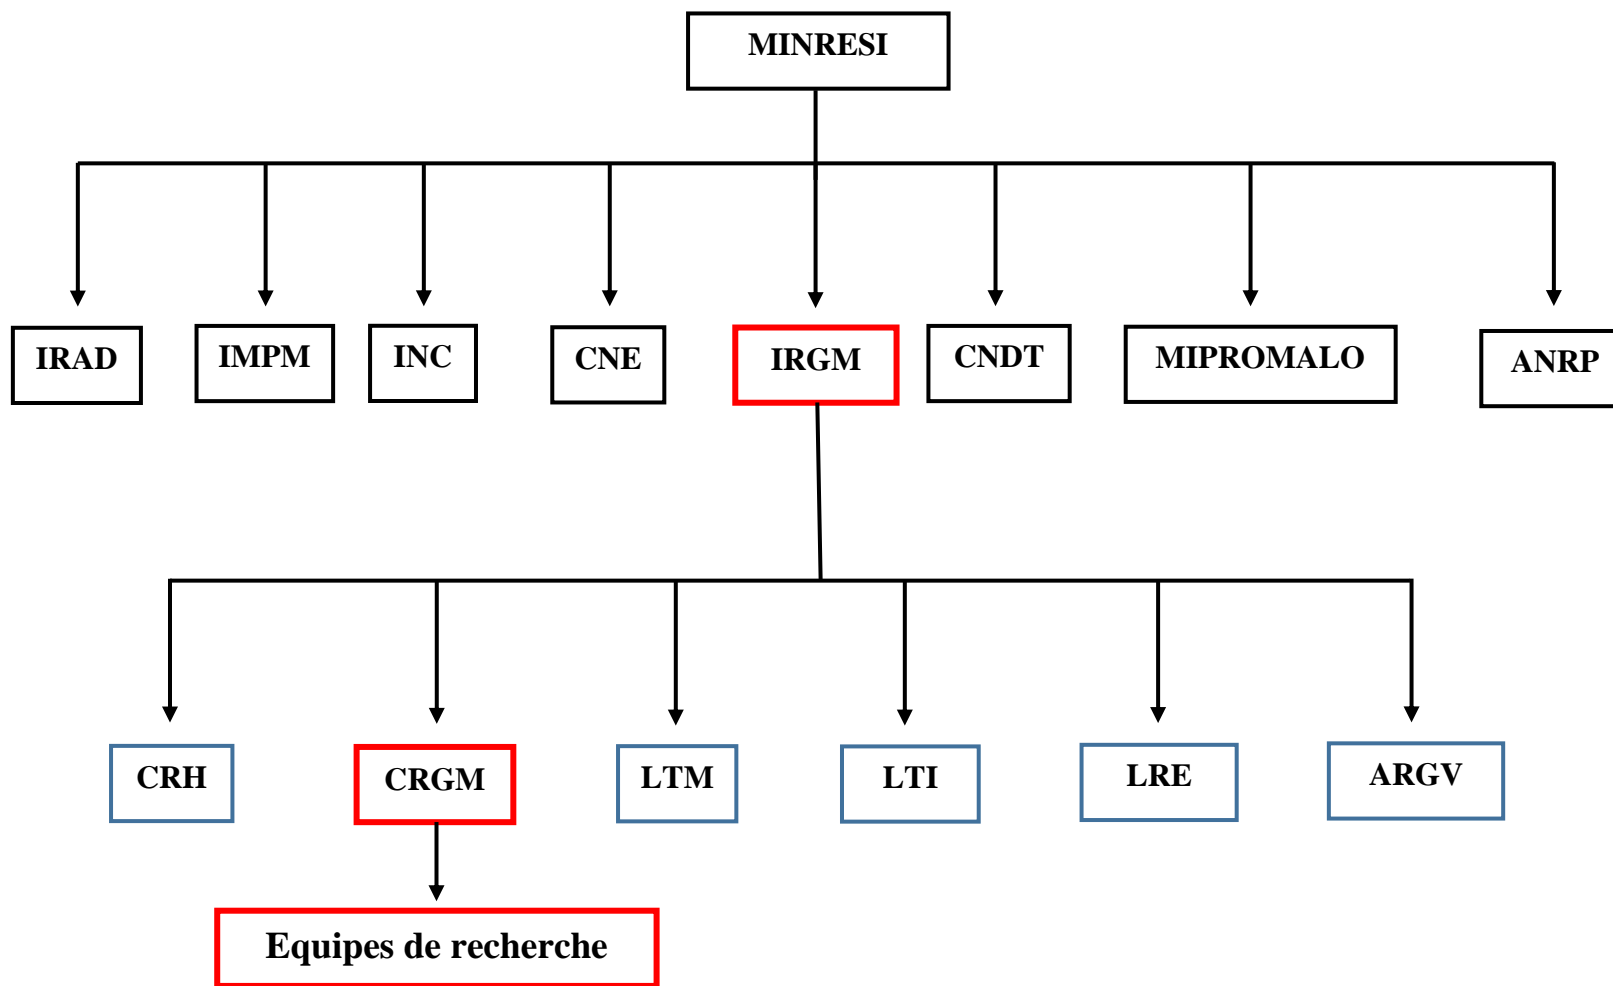 MINRESI
IRAD
IMPM
INC
CNE
IRGM
CNDT
MIPROMALO
ANRP
CRH
CRGM
LTM
LTI
LRE
ARGV
Equipes de recherche